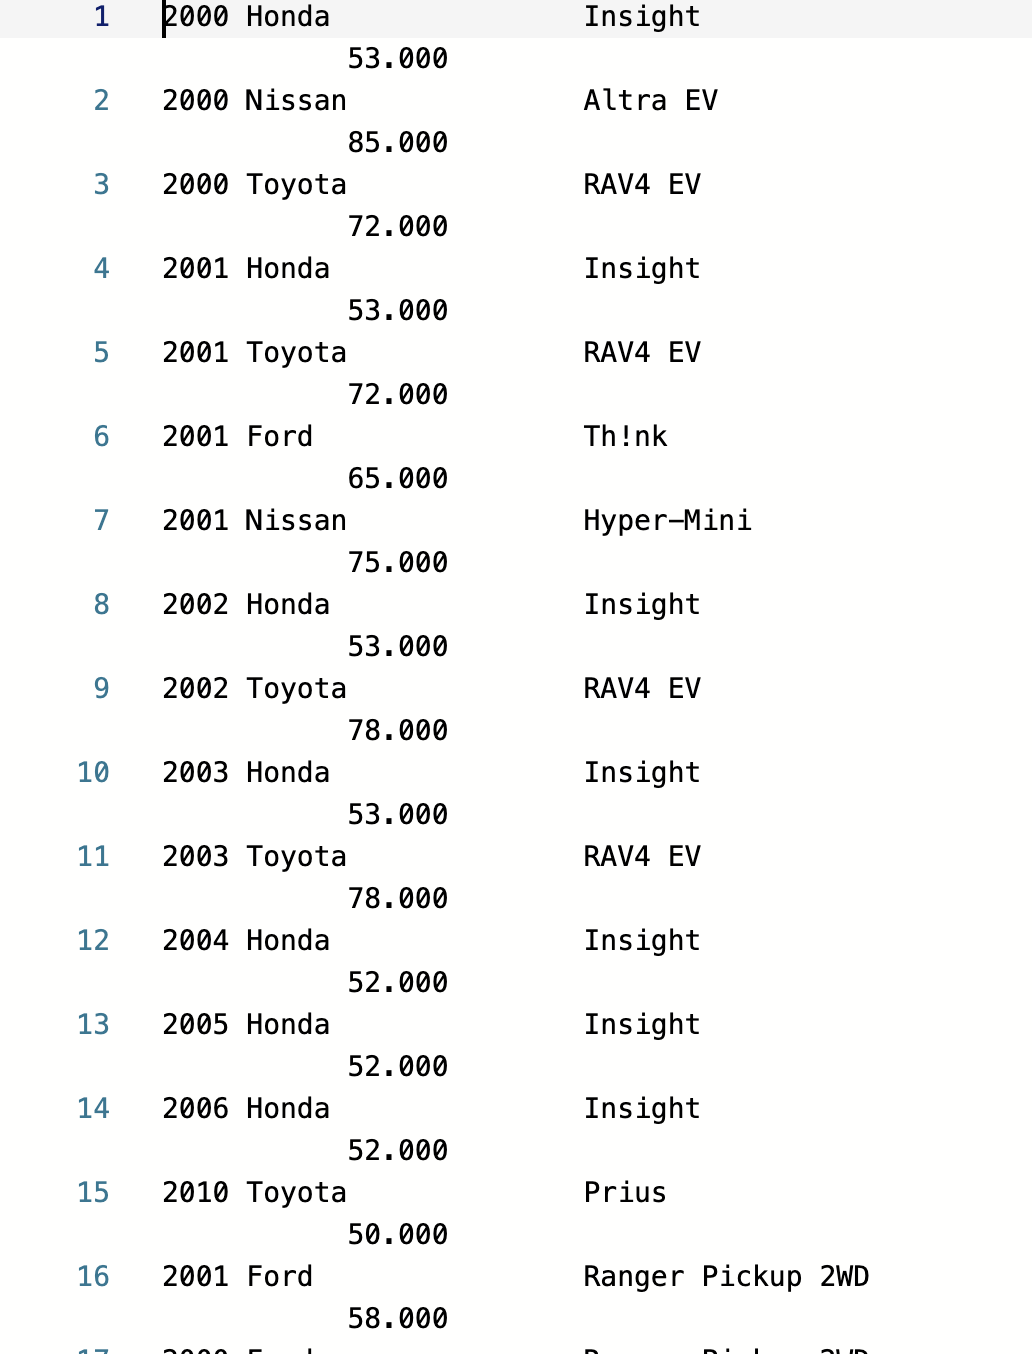 1 2000 Honda Insight
53.000
2 2000 Nissan Altra EV
85.000
3 2000 Toyota RAV4 EV
72.000
4 2001 Honda Insight
53.000
5 2001 Toyota RAV4 EV
72.000
6 2001 Ford Th!nk
65.000
7 2001 Nissan Hyper-Mini
75.000
8 2002 Honda Insight
53.000
9 2002 Toyota RAV4 EV
78.000
10 2003 Honda Insight
53.000
11 2003 Toyota RAV4 EV
78.000
12 2004 Honda Insight
52.000
13 2005 Honda Insight
52.000
14 2006 Honda Insight
52.000
15 2010 Toyota Prius
50.000
16 2001 Ford Ranger Pickup 2WD
58.000